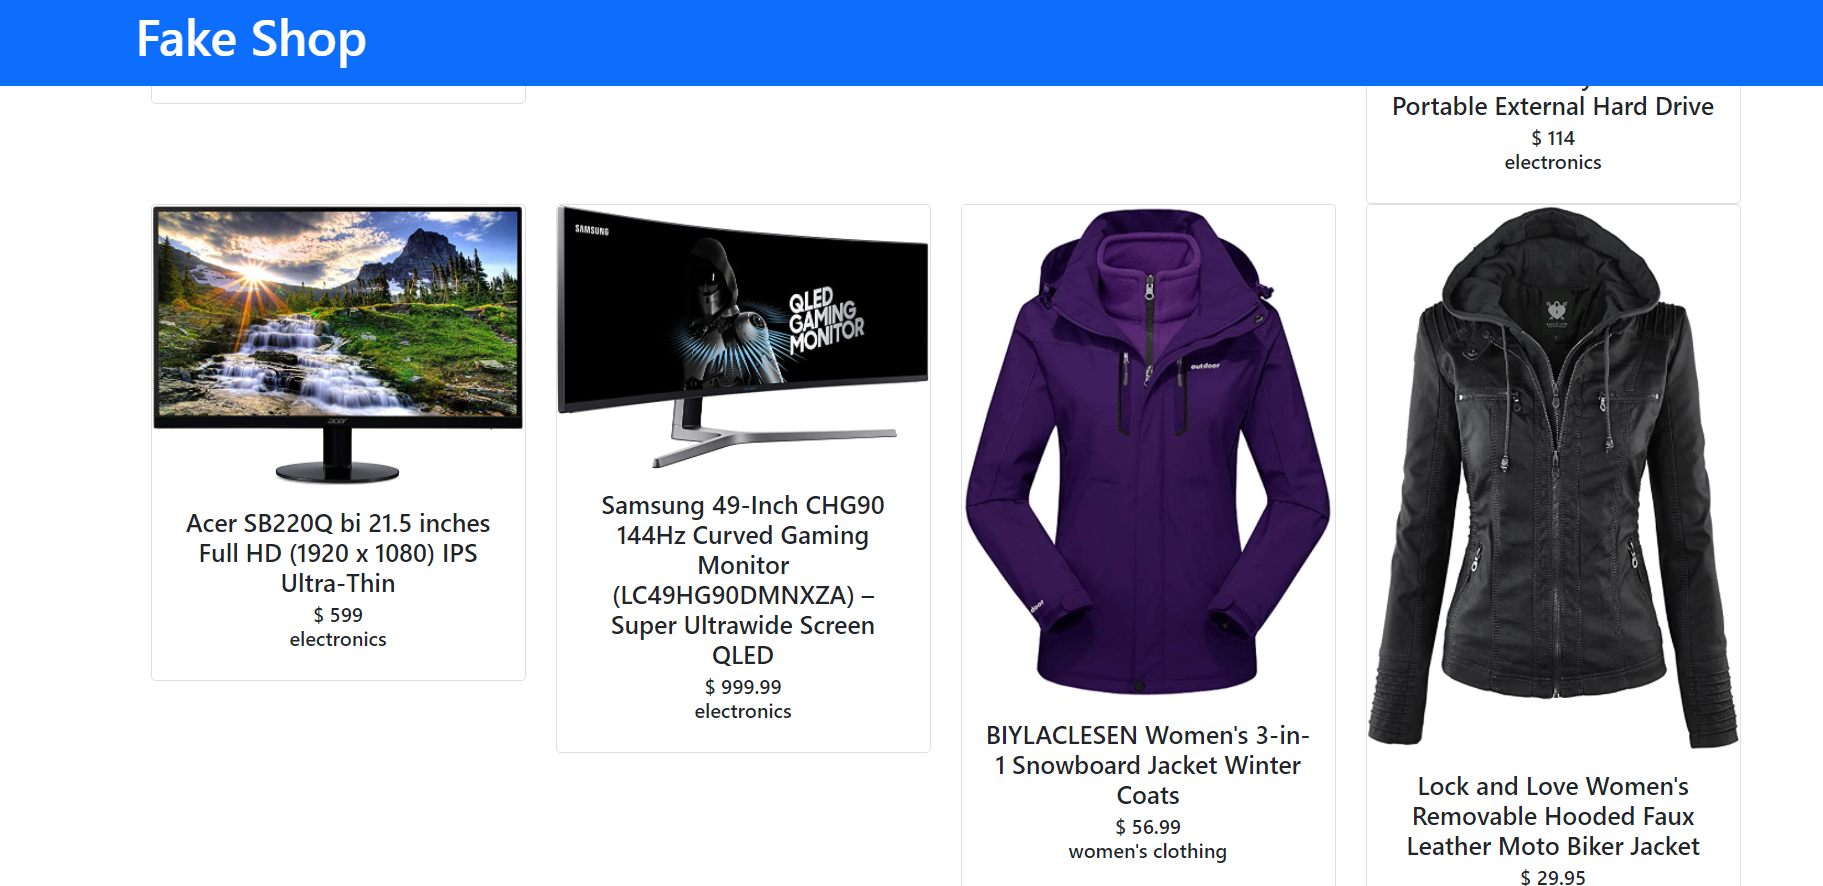 Fake Shop
Portable External Hard Drive
$ 114
electronics
SAMSUNG
QLED
GAMING
MONITOR
acer
Acer SB220Q bi 21.5 inches
Full HD (1920 x 1080) IPS
Ultra-Thin
$ 599
electronics
Samsung 49-Inch CHG90
144Hz Curved Gaming
Monitor
(LC49HG90DMNXZA) –
Super Ultrawide Screen
QLED
$ 999.99
electronics
outdoor
BIYLACLESEN Women's 3-in-
1 Snowboard Jacket Winter
Coats
$ 56.99
women's clothing
Lock and Love Women's
Removable Hooded Faux
Leather Moto Biker Jacket
$ 29.95